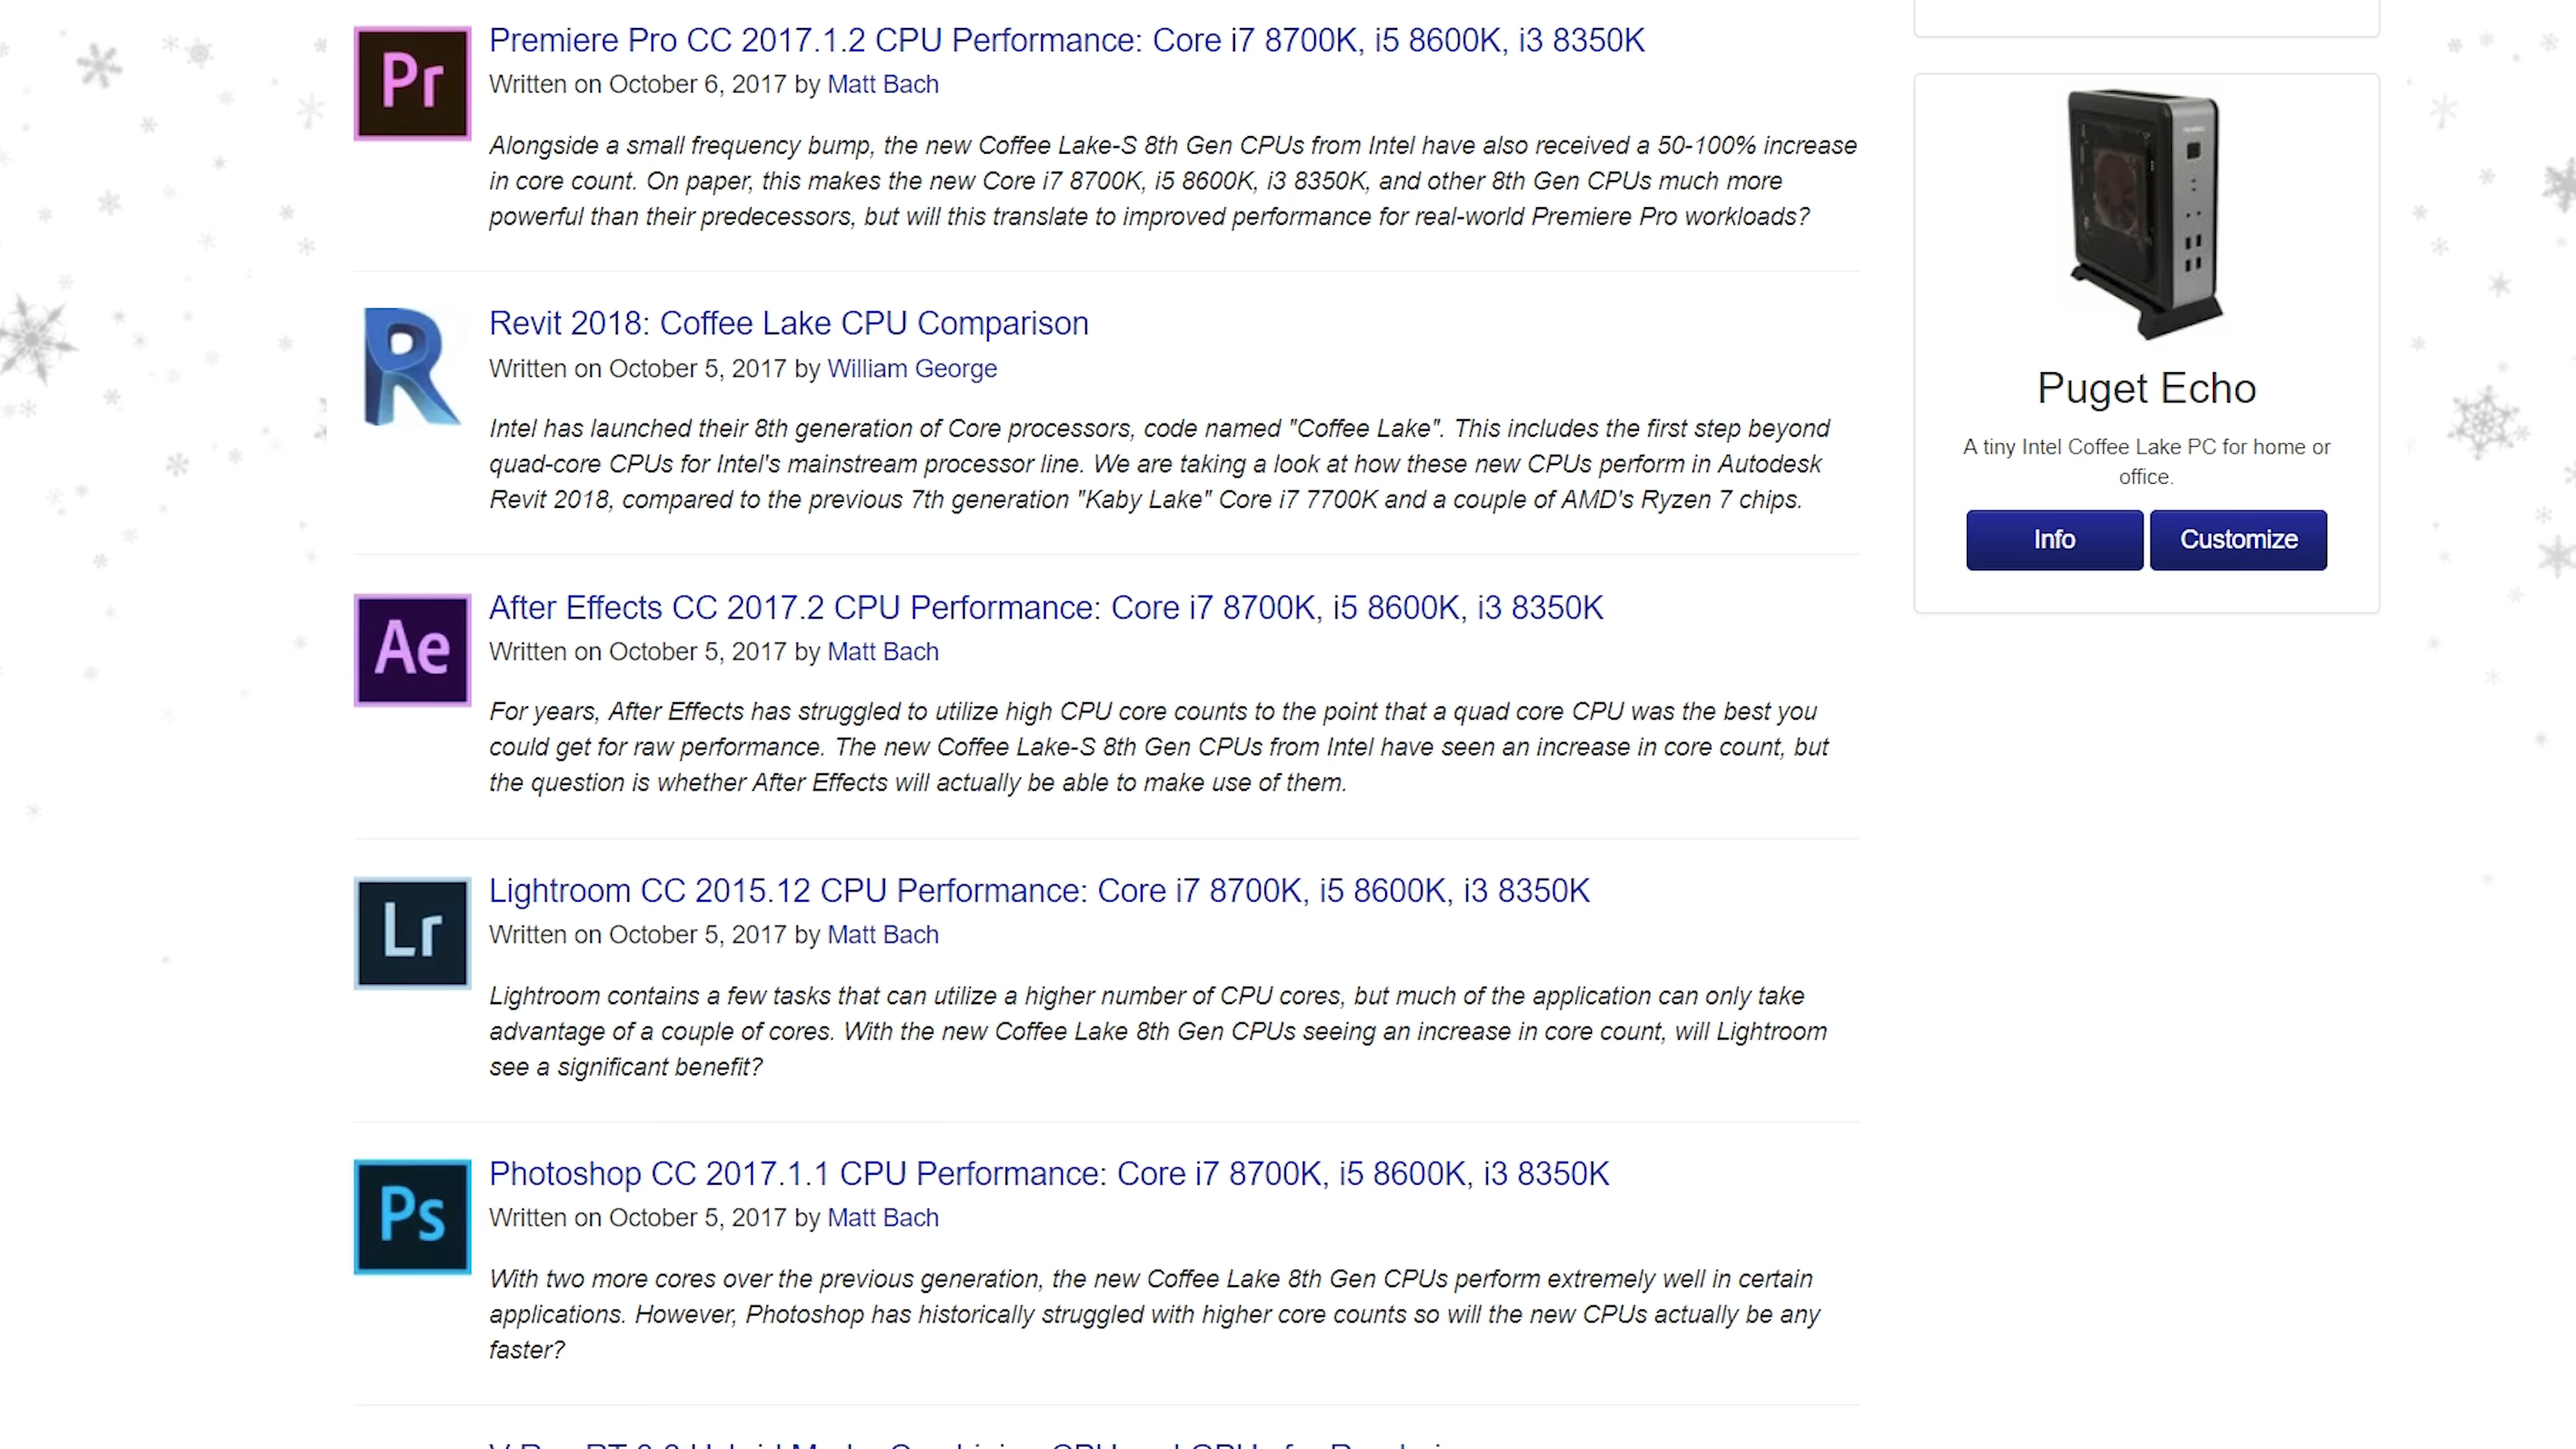 Pr
Premiere Pro CC 2017.1.2 CPU Performance: Core i7 8700K, i5 8600K, i3 8350K
Written on October 6, 2017 by Matt Bach
Alongside a small frequency bump, the new Coffee Lake-S 8th Gen CPUs from Intel have also received a 50-100% increase
in core count. On paper, this makes the new Core i7 8700K, i5 8600K, i3 8350K, and other 8th Gen CPUs much more
powerful than their predecessors, but will this translate to improved performance for real-world Premiere Pro workloads?
R
Revit 2018: Coffee Lake CPU Comparison
Written on October 5, 2017 by William George
Intel has launched their 8th generation of Core processors, code named "Coffee Lake". This includes the first step beyond
quad-core CPUs for Intel's mainstream processor line. We are taking a look at how these new CPUs perform in Autodesk
Revit 2018, compared to the previous 7th generation "Kaby Lake" Core i7 7700K and a couple of AMD's Ryzen 7 chips.
Ae
After Effects CC 2017.2 CPU Performance: Core i7 8700K, i5 8600K, i3 8350K
Written on October 5, 2017 by Matt Bach
For years, After Effects has struggled to utilize high CPU core counts to the point that a quad core CPU was the best you
could get for raw performance. The new Coffee Lake-S 8th Gen CPUs from Intel have seen an increase in core count, but
the question is whether After Effects will actually be able to make use of them.
Lr
Lightroom CC 2015.12 CPU Performance: Core i7 8700K, i5 8600K, i3 8350K
Written on October 5, 2017 by Matt Bach
Lightroom contains a few tasks that can utilize a higher number of CPU cores, but much of the application can only take
advantage of a couple of cores. With the new Coffee Lake 8th Gen CPUs seeing an increase in core count, will Lightroom
see a significant benefit?
Ps
Photoshop CC 2017.1.1 CPU Performance: Core i7 8700K, i5 8600K, i3 8350K
Written on October 5, 2017 by Matt Bach
With two more cores over the previous generation, the new Coffee Lake 8th Gen CPUs perform extremely well in certain
applications. However, Photoshop has historically struggled with higher core counts so will the new CPUs actually be any
faster?
Puget Echo
A tiny Intel Coffee Lake PC for home or
office.
Info
Customize